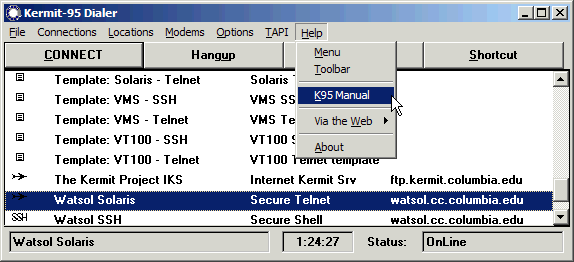 Kermit-95 Dialer
File Connections Locations Modems Options TAPI Help
CONNECT Hangup Shortcut
Menu
Toolbar
K95 Manual
Via the Web
About
Template: Solaris - Telnet Solaris
Template: VMS - SSH VMS SS
Template: VMS - Telnet VMS Te
Template: VT100 - SSH VT100
Template: VT100 - Telnet VT100 Telnet template
The Kermit Project IKS Internet Kermit Srv ftp.kermit.columbia.edu
Watsol Solaris Secure Telnet watsol.cc.columbia.edu
SSH Watsol SSH Secure Shell watsol.cc.columbia.edu
Watsol Solaris 1:24:27 Status: OnLine